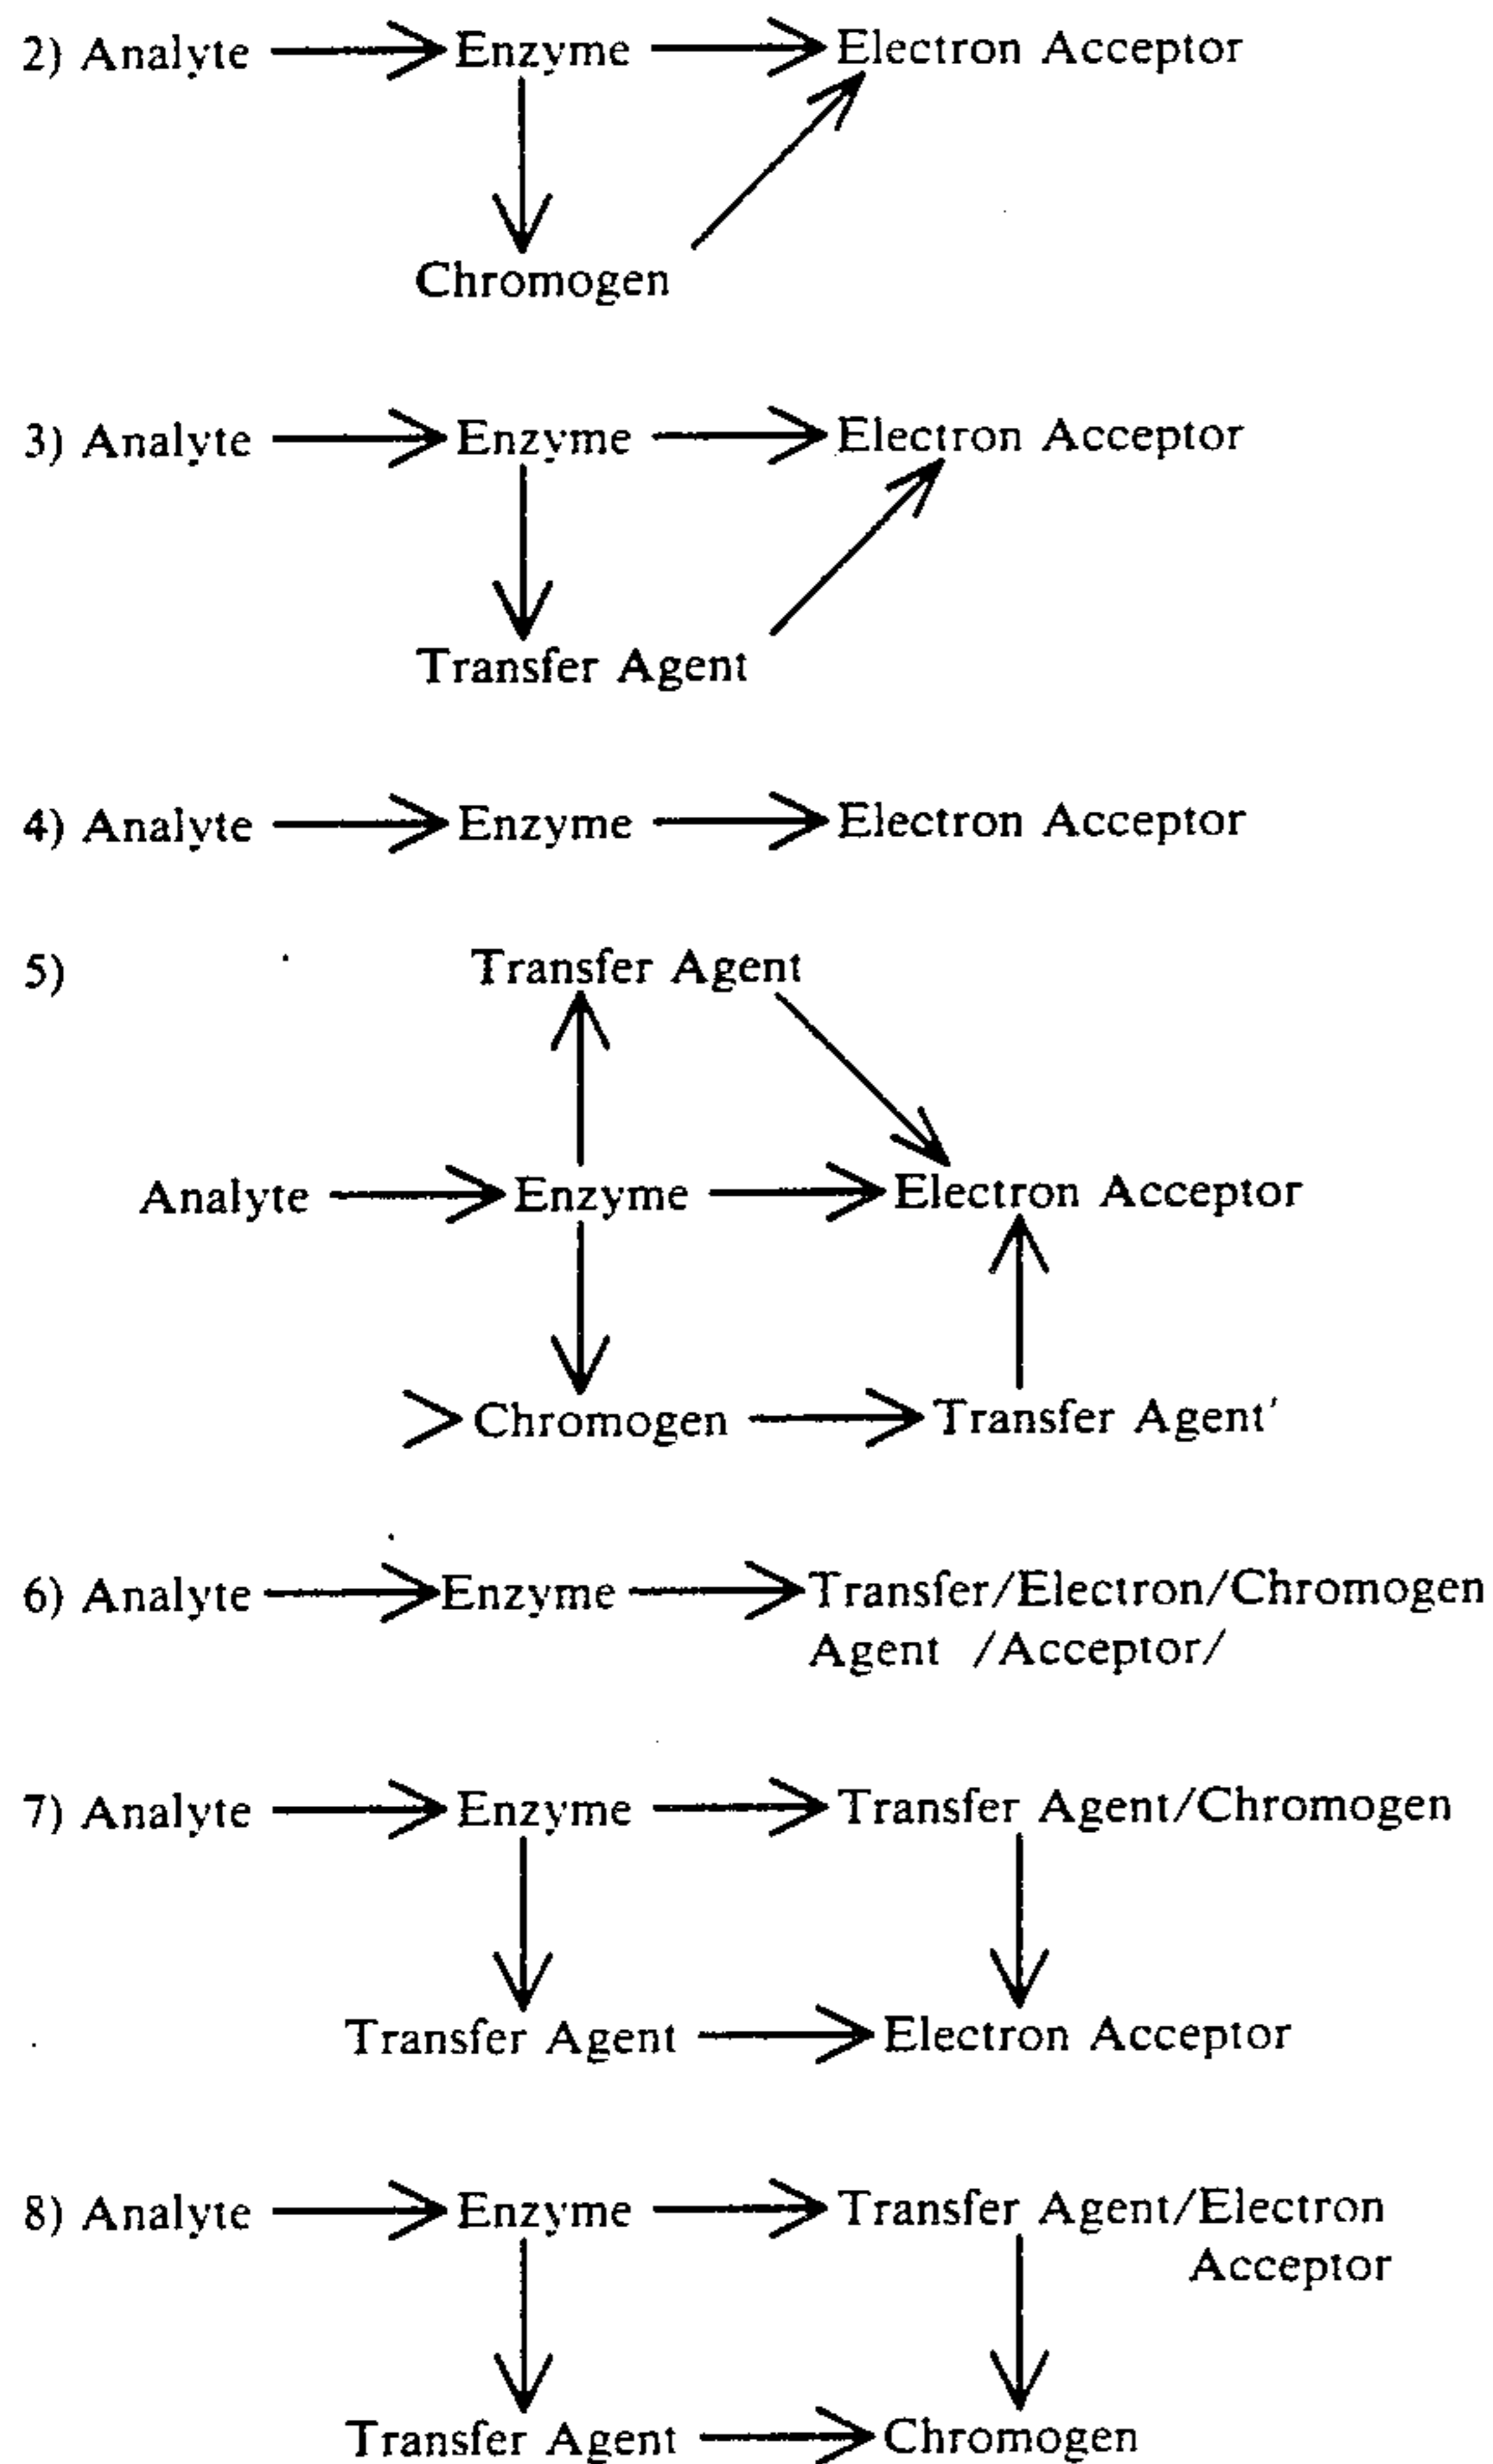 2) Analyte Enzyme Electron Acceptor
Chromogen
3) Analyte Enzyme Electron Acceptor
Transfer Agent
4) Analyte Enzyme Electron Acceptor
5) Transfer Agent
Analyte Enzyme Electron Acceptor
Chromogen Transfer Agent'
6) Analyte Enzyme Transfer/Electron/Chromogen
Agent /Acceptor/
7) Analyte Enzyme Transfer Agent/Chromogen
Transfer Agent Electron Acceptor
8) Analyte Enzyme Transfer Agent/Electron
Acceptor
Transfer Agent Chromogen